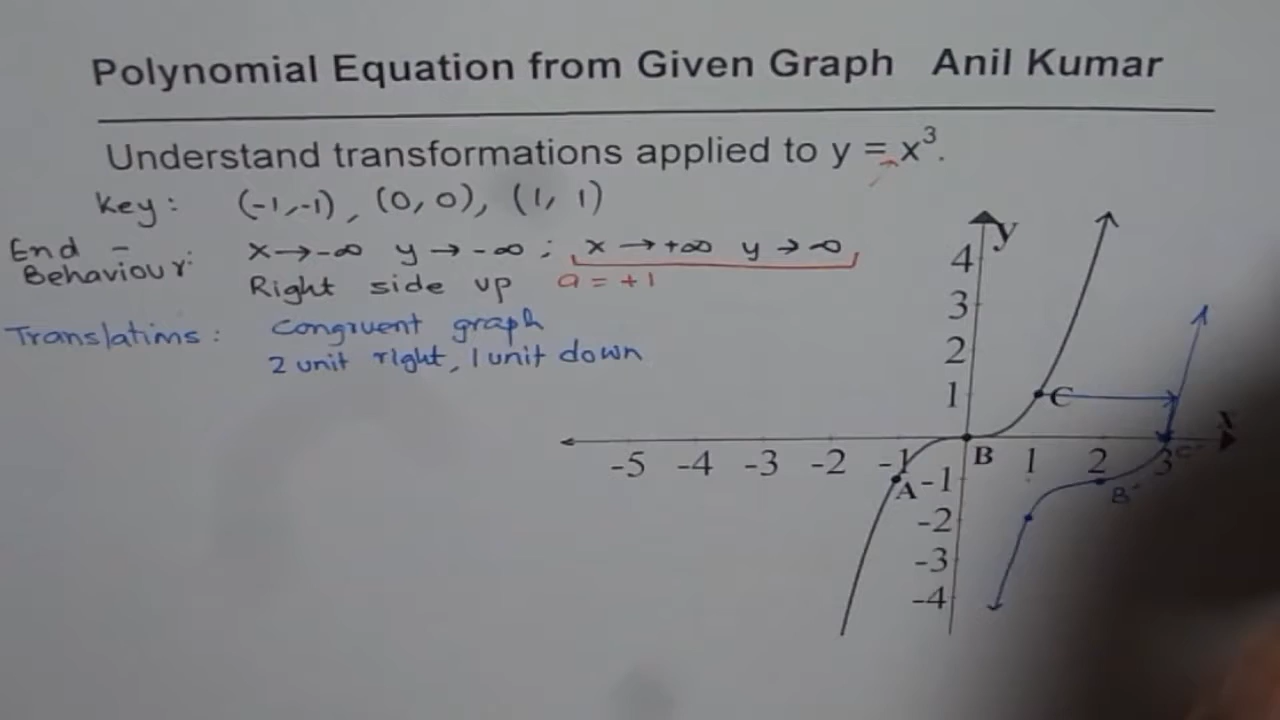 Polynomial Equation from Given Graph Anil Kumar
Understand transformations applied to y = x³.
Key: (-1,-1), (0,0), (1, 1)
End -
Behaviour: x→-∞ y→-∞ ; x→+∞ y→∞
Right side up a = +1
Translations: Congruent graph
2 unit right, 1 unit down
y
4
3
2
1 C
x
-5 -4 -3 -2 -1 B 1 2 3 C'
A -1 B'
-2
-3
-4